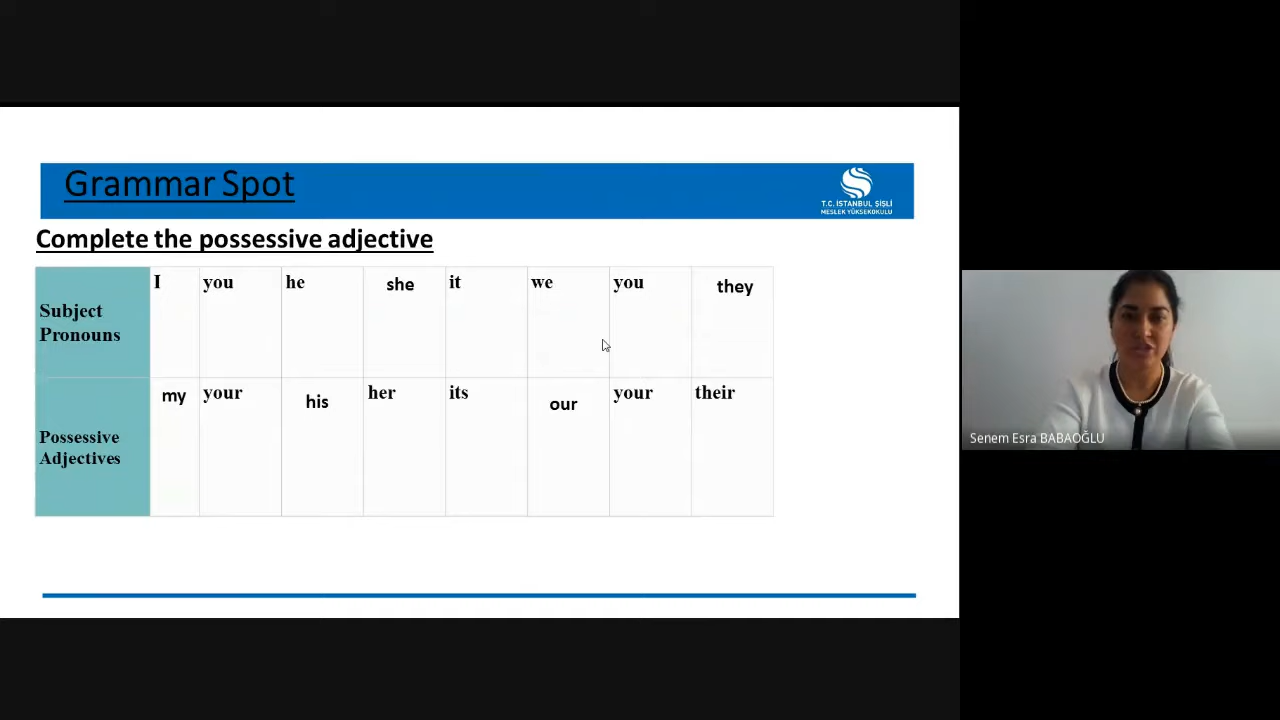 Grammar Spot
T.C. İSTANBUL ŞİŞLİ
MESLEK YÜKSEKOKULU
Complete the possessive adjective
Subject Pronouns I you he she it we you they
Possessive Adjectives my your his her its our your their
Senem Esra BABAOĞLU